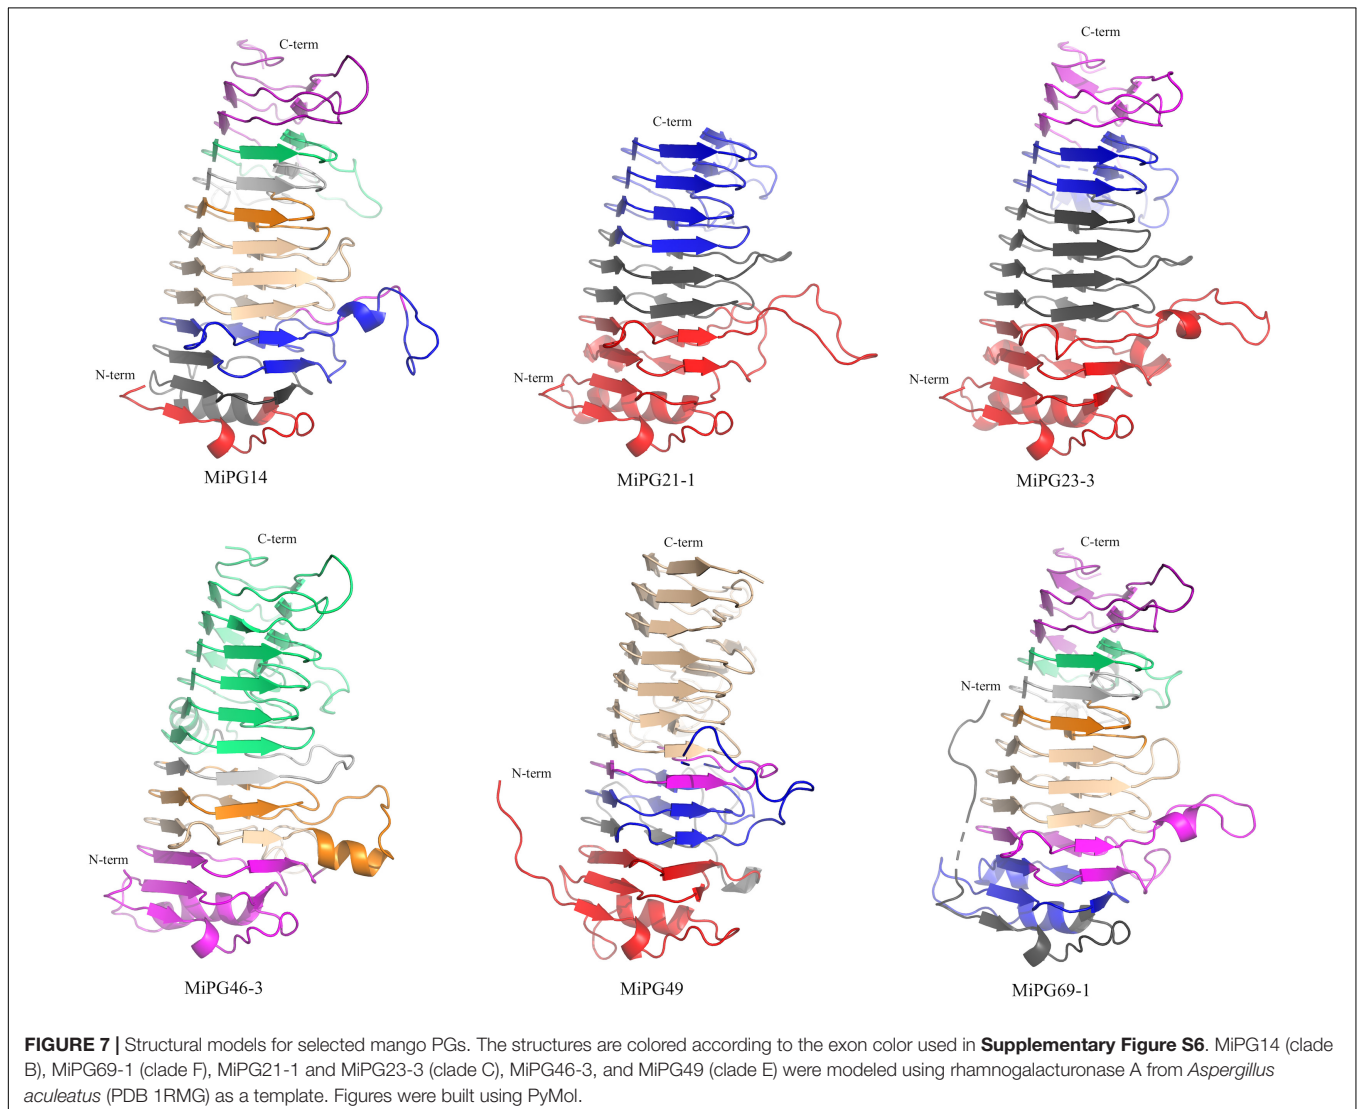 C-term
N-term
MiPG14
C-term
N-term
MiPG21-1
C-term
N-term
MiPG23-3
C-term
N-term
MiPG46-3
C-term
N-term
MiPG49
C-term
N-term
MiPG69-1
FIGURE 7 | Structural models for selected mango PGs. The structures are colored according to the exon color used in Supplementary Figure S6. MiPG14 (clade
B), MiPG69-1 (clade F), MiPG21-1 and MiPG23-3 (clade C), MiPG46-3, and MiPG49 (clade E) were modeled using rhamnogalacturonase A from Aspergillus
aculeatus (PDB 1RMG) as a template. Figures were built using PyMol.